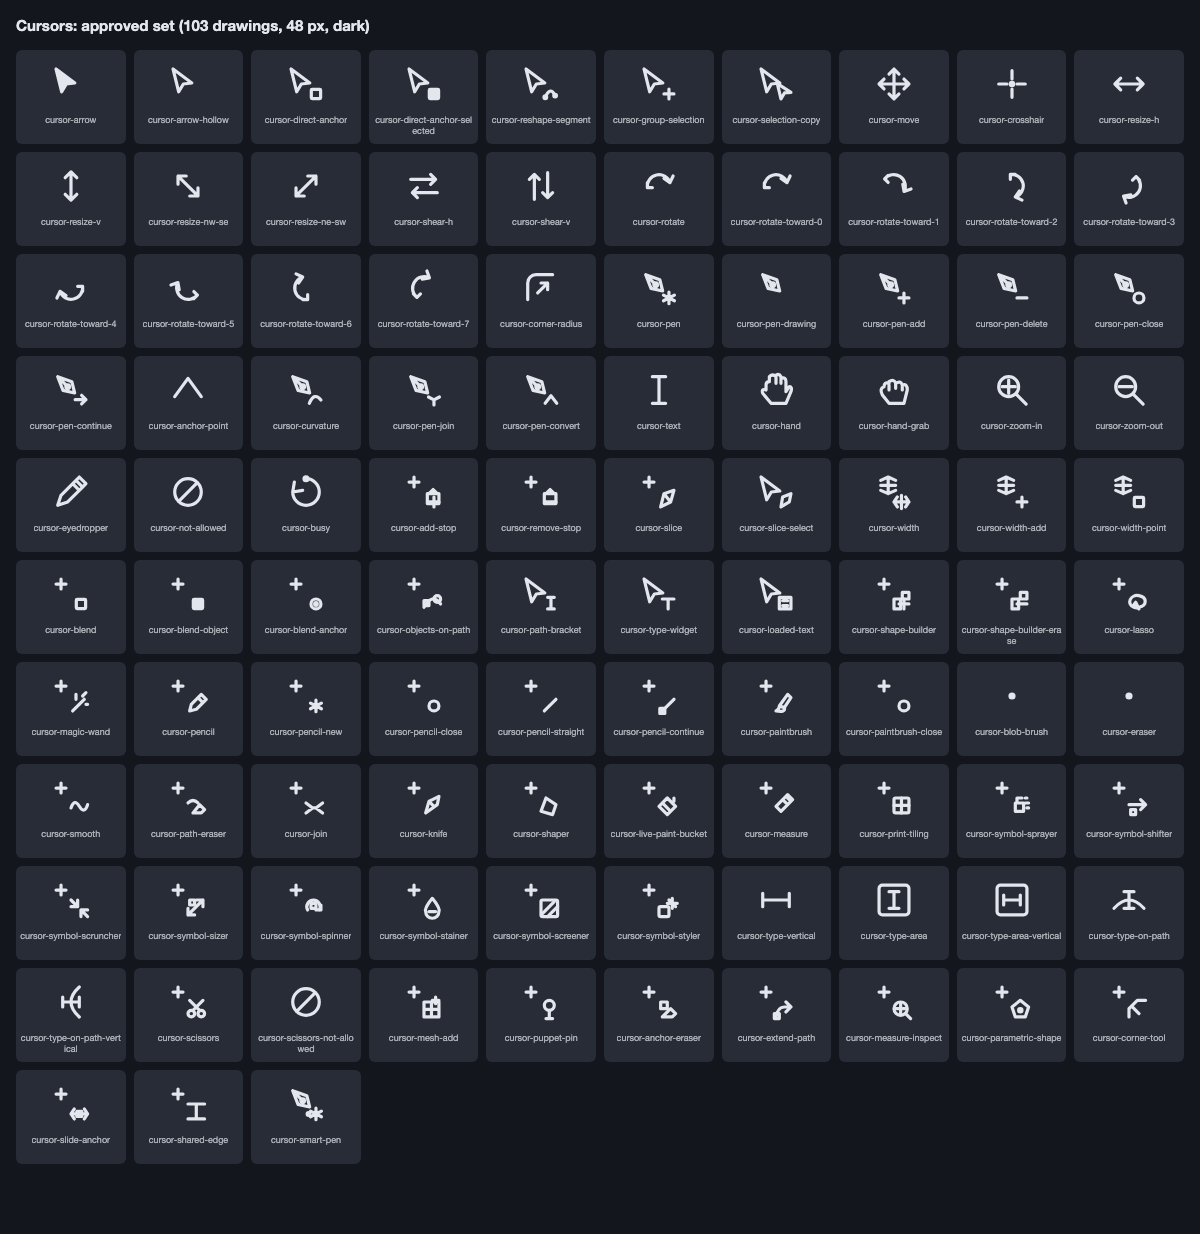 Cursors: approved set (103 drawings, 48 px, dark)
cursor-arrow
cursor-arrow-hollow
cursor-direct-anchor
cursor-direct-anchor-sel
ected
cursor-reshape-segment
cursor-group-selection
cursor-selection-copy
cursor-move
cursor-crosshair
cursor-resize-h
cursor-resize-v
cursor-resize-nw-se
cursor-resize-ne-sw
cursor-shear-h
cursor-shear-v
cursor-rotate
cursor-rotate-toward-0
cursor-rotate-toward-1
cursor-rotate-toward-2
cursor-rotate-toward-3
cursor-rotate-toward-4
cursor-rotate-toward-5
cursor-rotate-toward-6
cursor-rotate-toward-7
cursor-corner-radius
cursor-pen
cursor-pen-drawing
cursor-pen-add
cursor-pen-delete
cursor-pen-close
cursor-pen-continue
cursor-anchor-point
cursor-curvature
cursor-pen-join
cursor-pen-convert
cursor-text
cursor-hand
cursor-hand-grab
cursor-zoom-in
cursor-zoom-out
cursor-eyedropper
cursor-not-allowed
cursor-busy
cursor-add-stop
cursor-remove-stop
cursor-slice
cursor-slice-select
cursor-width
cursor-width-add
cursor-width-point
cursor-blend
cursor-blend-object
cursor-blend-anchor
cursor-objects-on-path
cursor-path-bracket
cursor-type-widget
cursor-loaded-text
cursor-shape-builder
cursor-shape-builder-era
se
cursor-lasso
cursor-magic-wand
cursor-pencil
cursor-pencil-new
cursor-pencil-close
cursor-pencil-straight
cursor-pencil-continue
cursor-paintbrush
cursor-paintbrush-close
cursor-blob-brush
cursor-eraser
cursor-smooth
cursor-path-eraser
cursor-join
cursor-knife
cursor-shaper
cursor-live-paint-bucket
cursor-measure
cursor-print-tiling
cursor-symbol-sprayer
cursor-symbol-shifter
cursor-symbol-scruncher
cursor-symbol-sizer
cursor-symbol-spinner
cursor-symbol-stainer
cursor-symbol-screener
cursor-symbol-styler
cursor-type-vertical
cursor-type-area
cursor-type-area-vertical
cursor-type-on-path
cursor-type-on-path-vert
ical
cursor-scissors
cursor-scissors-not-allo
wed
cursor-mesh-add
cursor-puppet-pin
cursor-anchor-eraser
cursor-extend-path
cursor-measure-inspect
cursor-parametric-shape
cursor-corner-tool
cursor-slide-anchor
cursor-shared-edge
cursor-smart-pen